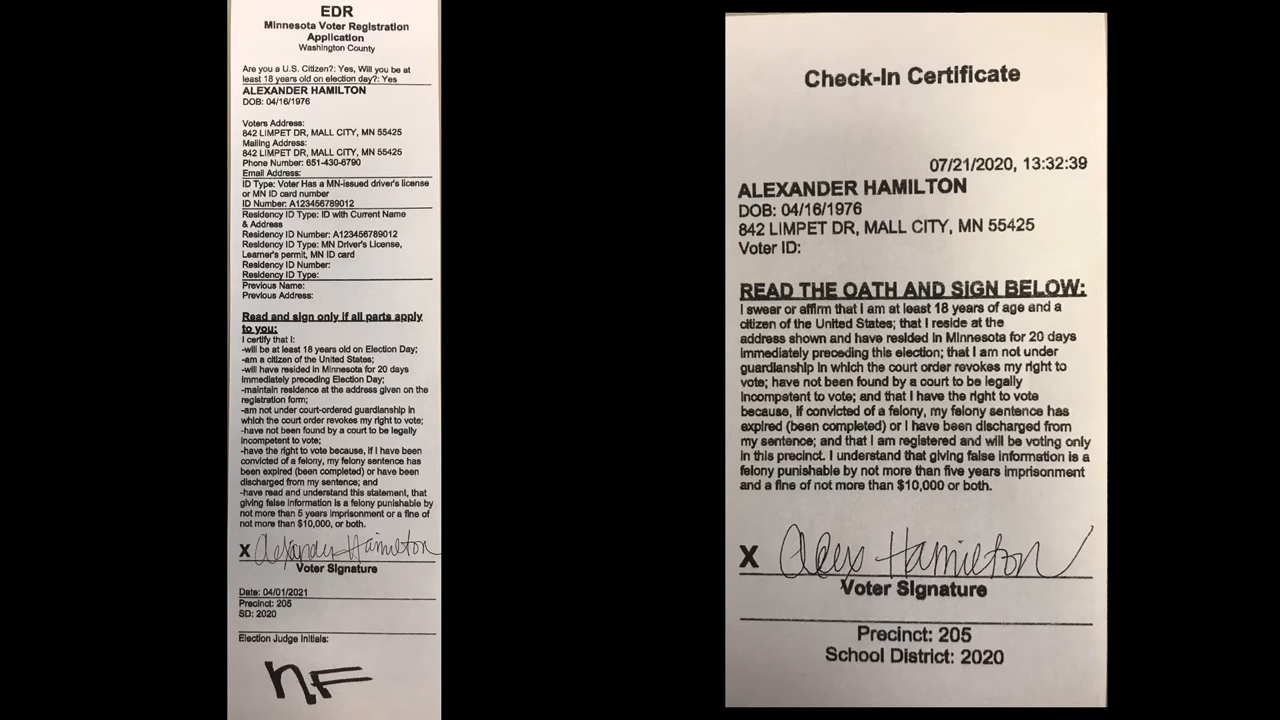 EDR
Minnesota Voter Registration
Application
Washington County
Are you a U.S. Citizen?: Yes, Will you be at
least 18 years old on election day?: Yes
ALEXANDER HAMILTON
DOB: 04/16/1976
Voters Address:
842 LIMPET DR, MALL CITY, MN 55425
Mailing Address:
842 LIMPET DR, MALL CITY, MN 55425
Phone Number: 651-430-6790
Email Address:
ID Type: Voter Has a MN-issued driver's license
or MN ID card number
ID Number: A123456789012
Residency ID Type: ID with Current Name
& Address
Residency ID Number: A123456789012
Residency ID Type: MN Driver's License,
Learner's permit, MN ID card
Residency ID Number:
Residency ID Type:
Previous Name:
Previous Address:
Read and sign only if all parts apply
to you:
I certify that I:
-will be at least 18 years old on Election Day;
-am a citizen of the United States;
-will have resided in Minnesota for 20 days
immediately preceding Election Day;
-maintain residence at the address given on the
registration form;
-am not under court-ordered guardianship in
which the court order revokes my right to vote;
-have not been found by a court to be legally
incompetent to vote;
-have the right to vote because, if I have been
convicted of a felony, my felony sentence has
been expired (been completed) or have been
discharged from my sentence; and
-have read and understand this statement, that
giving false information is a felony punishable by
not more than 5 years imprisonment or a fine of
not more than $10,000, or both.
X Alexander Hamilton
Voter Signature
Date: 04/01/2021
Precinct: 205
SD: 2020
Election Judge Initials:
NF
Check-In Certificate
07/21/2020, 13:32:39
ALEXANDER HAMILTON
DOB: 04/16/1976
842 LIMPET DR, MALL CITY, MN 55425
Voter ID:
READ THE OATH AND SIGN BELOW:
I swear or affirm that I am at least 18 years of age and a
citizen of the United States; that I reside at the
address shown and have resided in Minnesota for 20 days
immediately preceding this election; that I am not under
guardianship in which the court order revokes my right to
vote; have not been found by a court to be legally
incompetent to vote; and that I have the right to vote
because, if convicted of a felony, my felony sentence has
expired (been completed) or I have been discharged from
my sentence; and that I am registered and will be voting only
in this precinct. I understand that giving false information is a
felony punishable by not more than five years imprisonment
and a fine of not more than $10,000 or both.
X Alex Hamilton
Voter Signature
Precinct: 205
School District: 2020